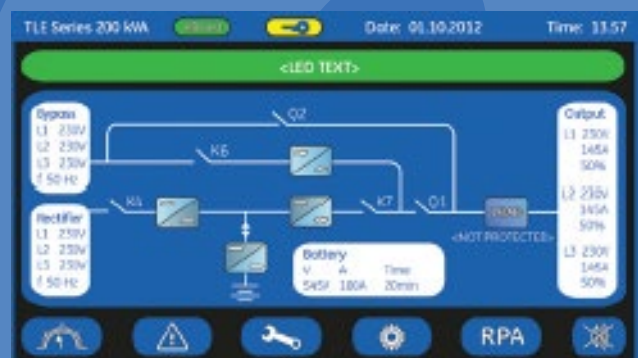 TLE Series 200 kVA
Date: 01.10.2012
Time: 13.57
<LED TEXT>
Bypass
L1 230V
L2 230V
L3 230V
f 50 Hz
Q2
K6
Rectifier
L1 230V
L2 230V
L3 230V
f 50 Hz
K4
K7
Q1
<NOT PROTECTED>
Output
L1 230V
145A
50%
L2 230V
145A
50%
L3 230V
145A
50%
Battery
V A Time
545V 100A 20min
RPA